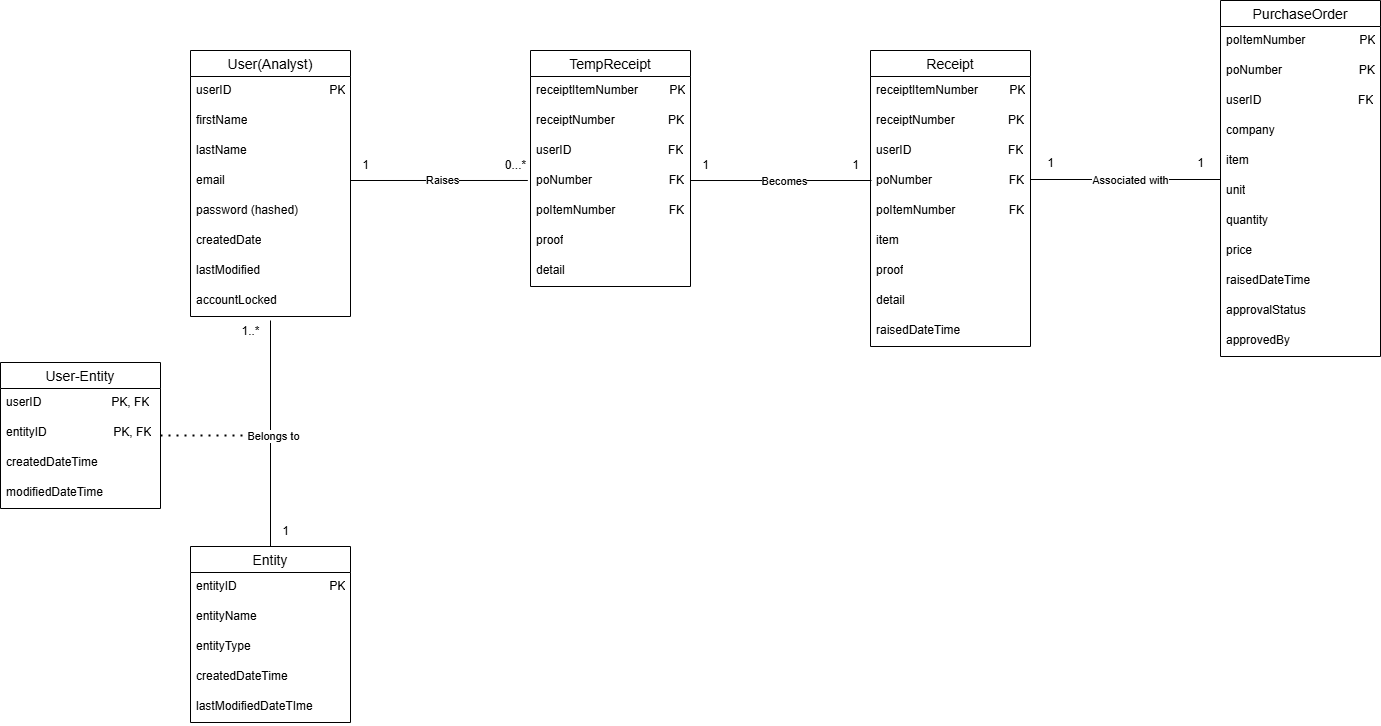 PurchaseOrder
poItemNumber PK
poNumber PK
userID FK
company
item
unit
quantity
price
raisedDateTime
approvalStatus
approvedBy
User(Analyst)
userID PK
firstName
lastName
email
password (hashed)
createdDate
lastModified
accountLocked
1
Raises
0...*
TempReceipt
receiptItemNumber PK
receiptNumber PK
userID FK
poNumber FK
poItemNumber FK
proof
detail
1
Becomes
1
Receipt
receiptItemNumber PK
receiptNumber PK
userID FK
poNumber FK
poItemNumber FK
item
proof
detail
raisedDateTime
1
Associated with
1
1..*
User-Entity
userID PK, FK
entityID PK, FK
createdDateTime
modifiedDateTime
Belongs to
1
Entity
entityID PK
entityName
entityType
createdDateTime
lastModifiedDateTIme